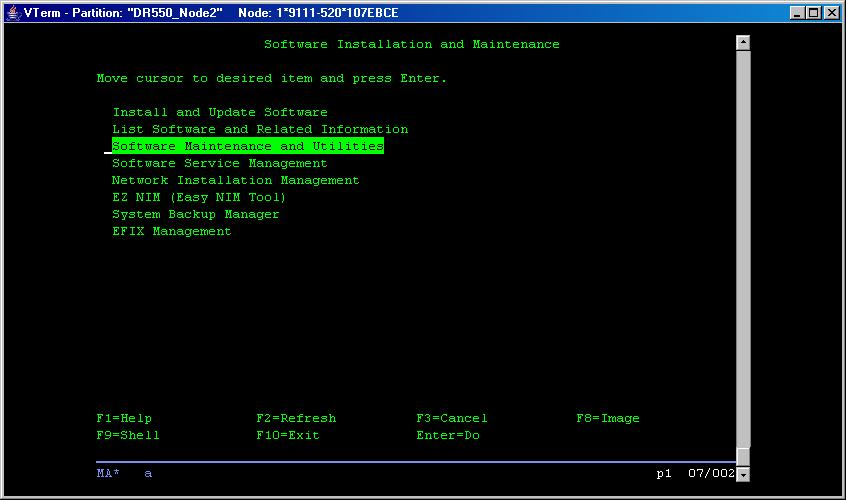 VTerm - Partition: "DR550_Node2" Node: 1*9111-520*107EBCE
Software Installation and Maintenance
Move cursor to desired item and press Enter.
Install and Update Software
List Software and Related Information
Software Maintenance and Utilities
Software Service Management
Network Installation Management
EZ NIM (Easy NIM Tool)
System Backup Manager
EFIX Management
F1=Help F2=Refresh F3=Cancel F8=Image
F9=Shell F10=Exit Enter=Do
MA* a p1 07/002